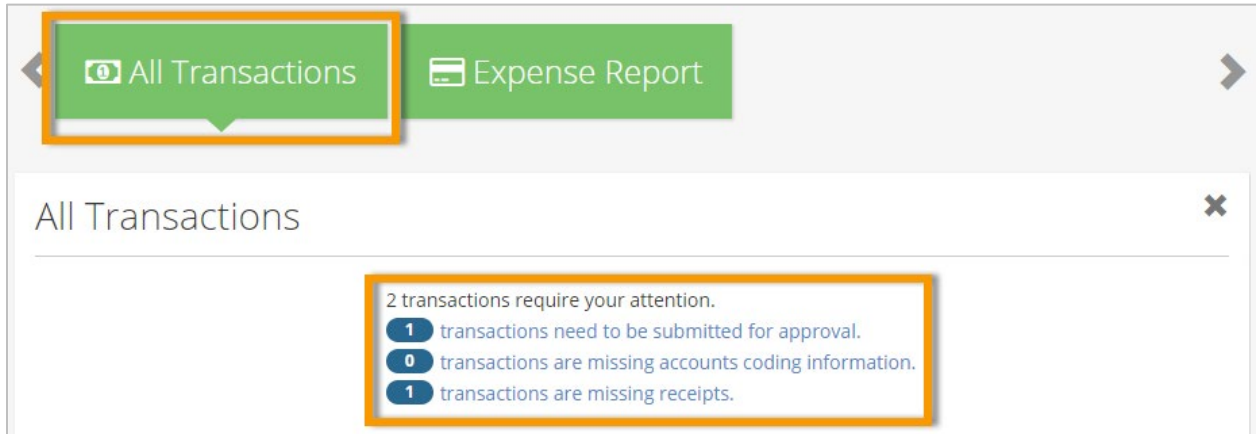 All Transactions
Expense Report
All Transactions
2 transactions require your attention.
1 transactions need to be submitted for approval.
0 transactions are missing accounts coding information.
1 transactions are missing receipts.